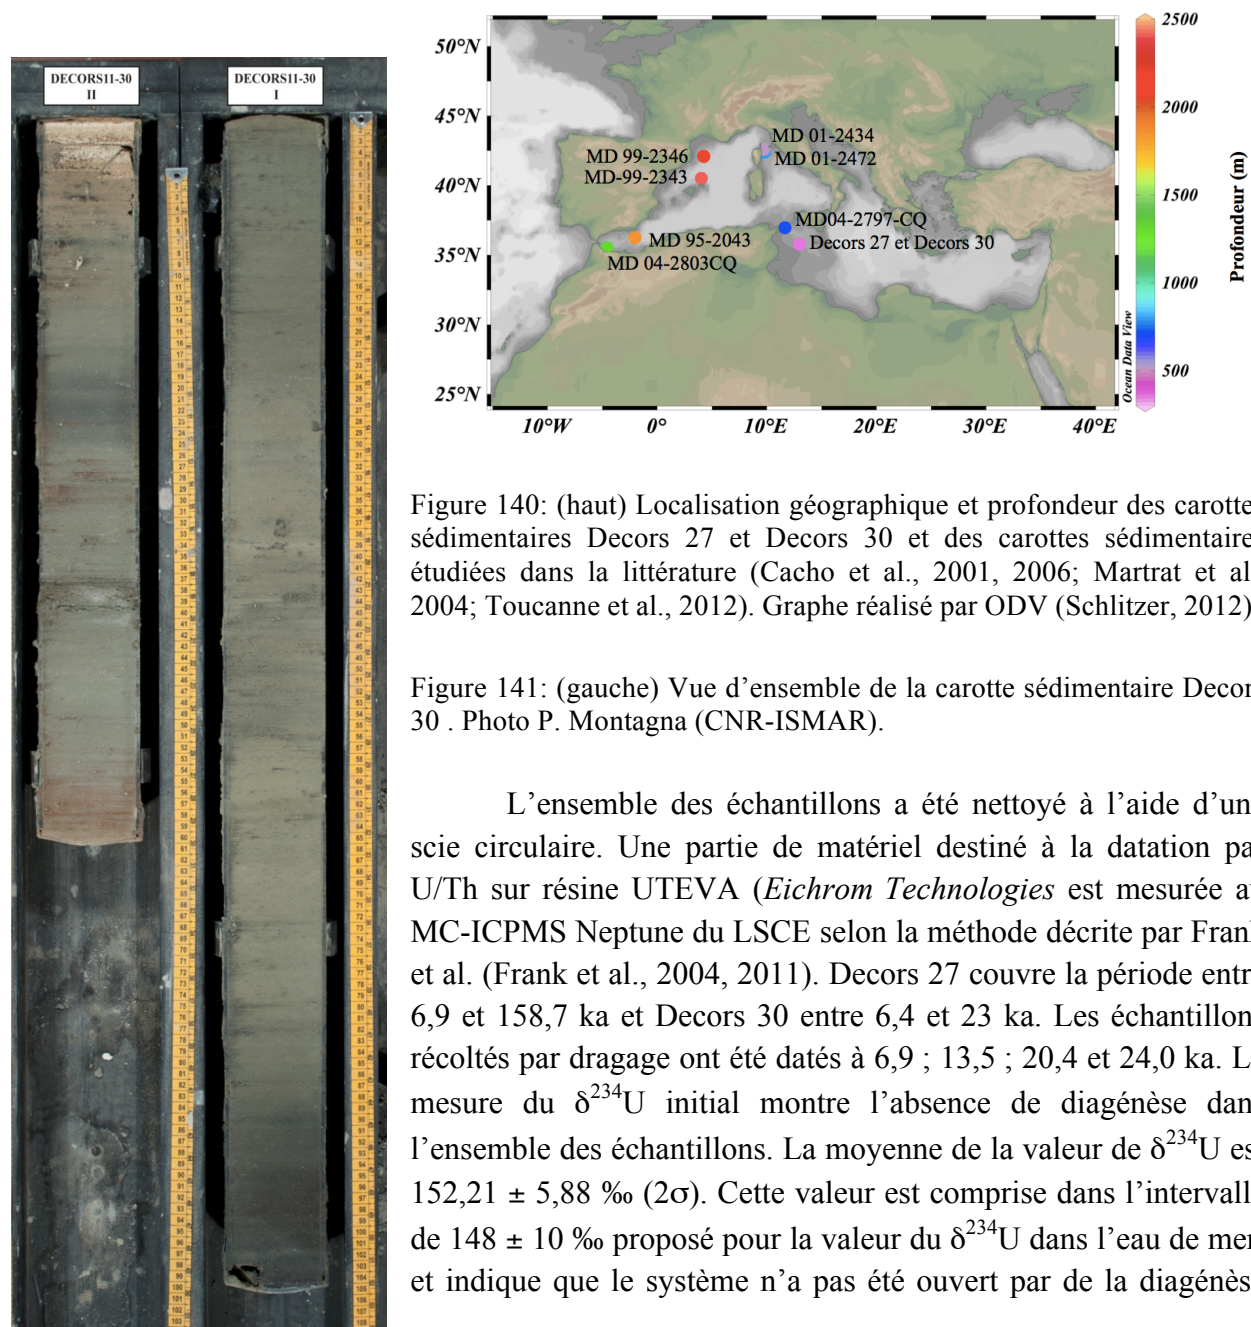 DECORS11-30
II
DECORS11-30
I
50°N
45°N
40°N
35°N
30°N
25°N
10°W
0°
10°E
20°E
30°E
40°E
MD 01-2434
MD 99-2346
MD 01-2472
MD-99-2343
MD04-2797-CQ
MD 95-2043
Decors 27 et Decors 30
MD 04-2803CQ
Ocean Data View
2500
2000
1500
1000
500
Profondeur (m)
Figure 140: (haut) Localisation géographique et profondeur des carotte
sédimentaires Decors 27 et Decors 30 et des carottes sédimentaire
étudiées dans la littérature (Cacho et al., 2001, 2006; Martrat et al
2004; Toucanne et al., 2012). Graphe réalisé par ODV (Schlitzer, 2012)
Figure 141: (gauche) Vue d’ensemble de la carotte sédimentaire Decor
30 . Photo P. Montagna (CNR-ISMAR).
L’ensemble des échantillons a été nettoyé à l’aide d’un
scie circulaire. Une partie de matériel destiné à la datation pa
U/Th sur résine UTEVA (Eichrom Technologies est mesurée a
MC-ICPMS Neptune du LSCE selon la méthode décrite par Fran
et al. (Frank et al., 2004, 2011). Decors 27 couvre la période entr
6,9 et 158,7 ka et Decors 30 entre 6,4 et 23 ka. Les échantillon
récoltés par dragage ont été datés à 6,9 ; 13,5 ; 20,4 et 24,0 ka. L
mesure du δ²³⁴U initial montre l’absence de diagénèse dan
l’ensemble des échantillons. La moyenne de la valeur de δ²³⁴U es
152,21 ± 5,88 ‰ (2σ). Cette valeur est comprise dans l’intervall
de 148 ± 10 ‰ proposé pour la valeur du δ²³⁴U dans l’eau de mer
et indique que le système n’a pas été ouvert par de la diagénès